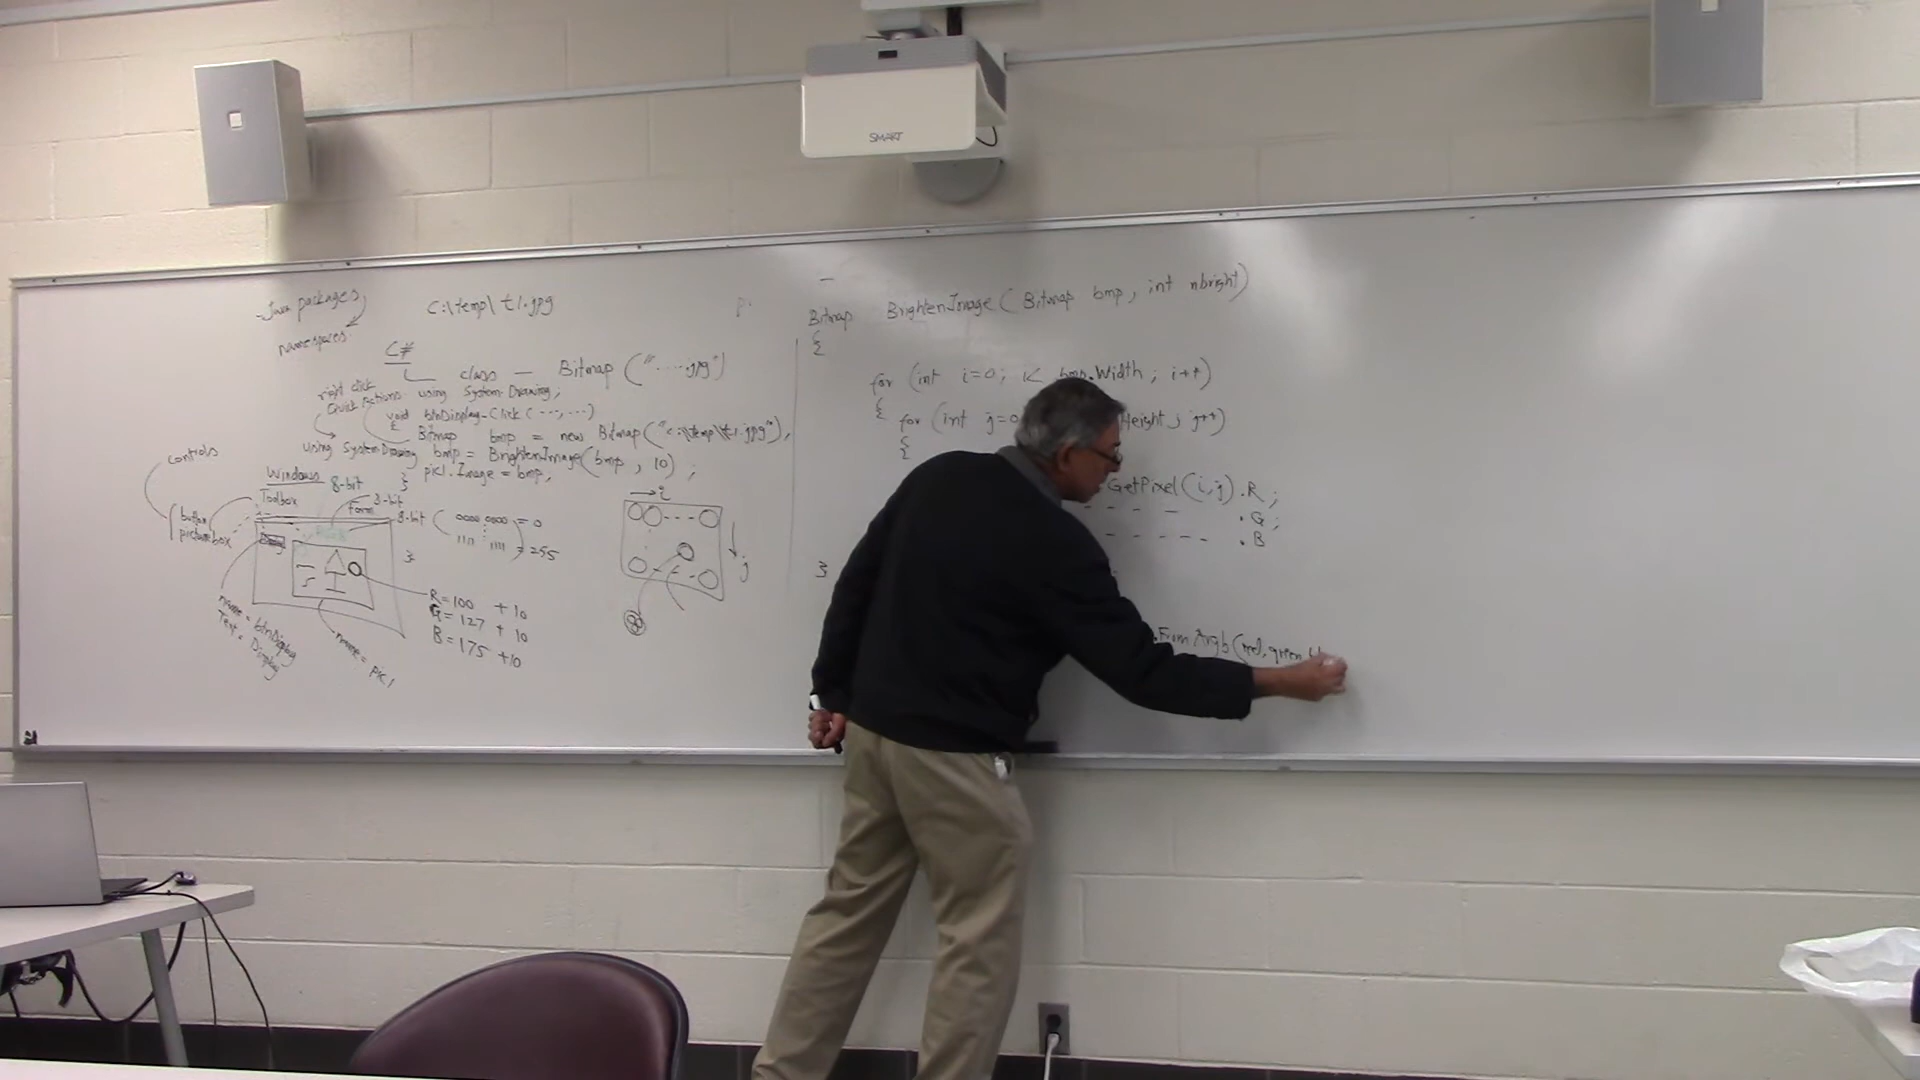 SMART
-Java packages
namespaces
C:\temp\t1.jpg
C#
class — Bitmap (".....jpg")
right click
Quick Actions
using System.Drawing;
void btnDisplay_Click (---, ---)
{
Bitmap bmp = new Bitmap("c:\temp\t1.jpg");
using System.Drawing
bmp = BrightenImage(bmp, 10);
pic1.Image = bmp;
}
controls
Windows
8-bit
Toolbox
8-bit
form
8-bit
button
picturebox
0000 0000 = 0
1111 1111 = 255
}
R=100 +10
G=127 +10
B=175 +10
name = btnDisplay
Text = Display
name = pic1
i
j
Bitmap BrightenImage (Bitmap bmp, int nbright)
{
for (int i=0; i< bmp.Width; i++)
{ for (int j=0 Height; j++)
{
GetPixel(i,j).R;
- - - - .G;
- - - - - .B
}
.FromArgb(red, green